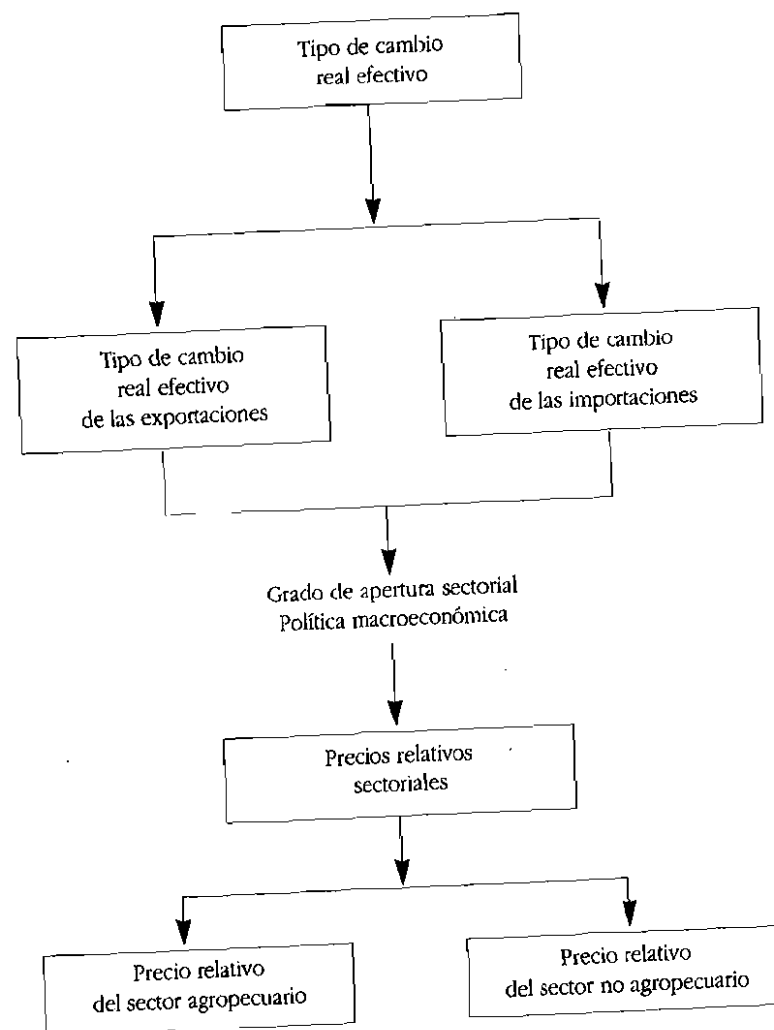 Tipo de cambio
real efectivo
Tipo de cambio
real efectivo
de las exportaciones
Tipo de cambio
real efectivo
de las importaciones
Grado de apertura sectorial
Política macroeconómica
Precios relativos
sectoriales
Precio relativo
del sector agropecuario
Precio relativo
del sector no agropecuario